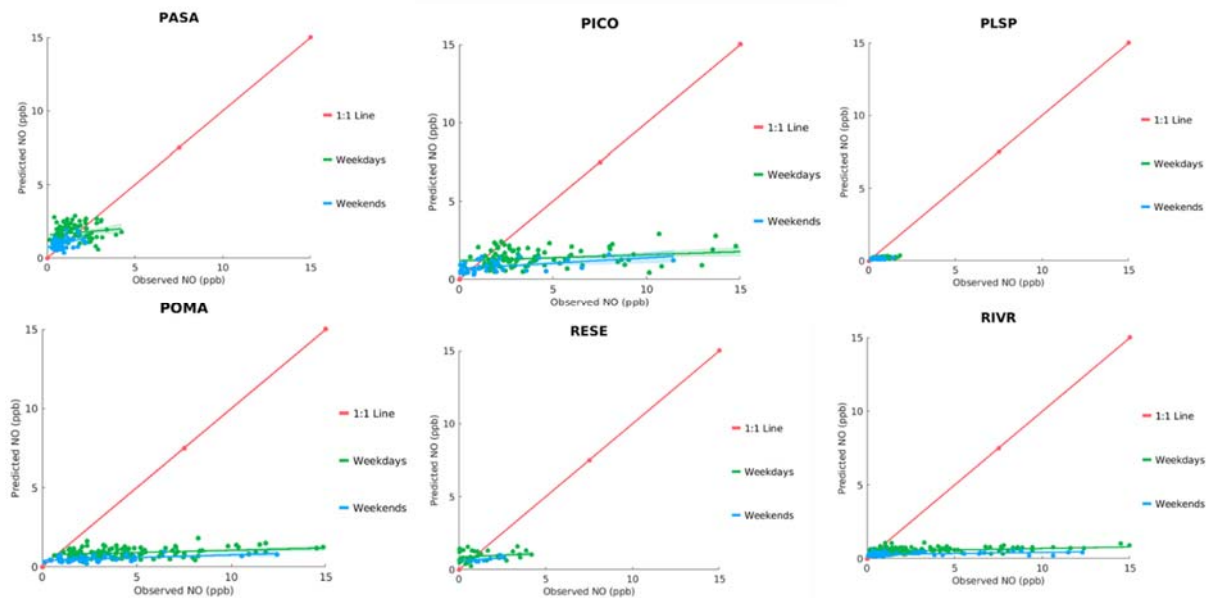 PASA
15
10
5
0
0
5
10
15
Predicted NO (ppb)
Observed NO (ppb)
1:1 Line
Weekdays
Weekends
PICO
15
10
5
0
0
5
10
15
Predicted NO (ppb)
Observed NO (ppb)
1:1 Line
Weekdays
Weekends
PLSP
15
10
5
0
0
5
10
15
Predicted NO (ppb)
Observed NO (ppb)
1:1 Line
Weekdays
Weekends
POMA
15
10
5
0
0
5
10
15
Predicted NO (ppb)
Observed NO (ppb)
1:1 Line
Weekdays
Weekends
RESE
15
10
5
0
0
5
10
15
Predicted NO (ppb)
Observed NO (ppb)
1:1 Line
Weekdays
Weekends
RIVR
15
10
5
0
0
5
10
15
Predicted NO (ppb)
Observed NO (ppb)
1:1 Line
Weekdays
Weekends